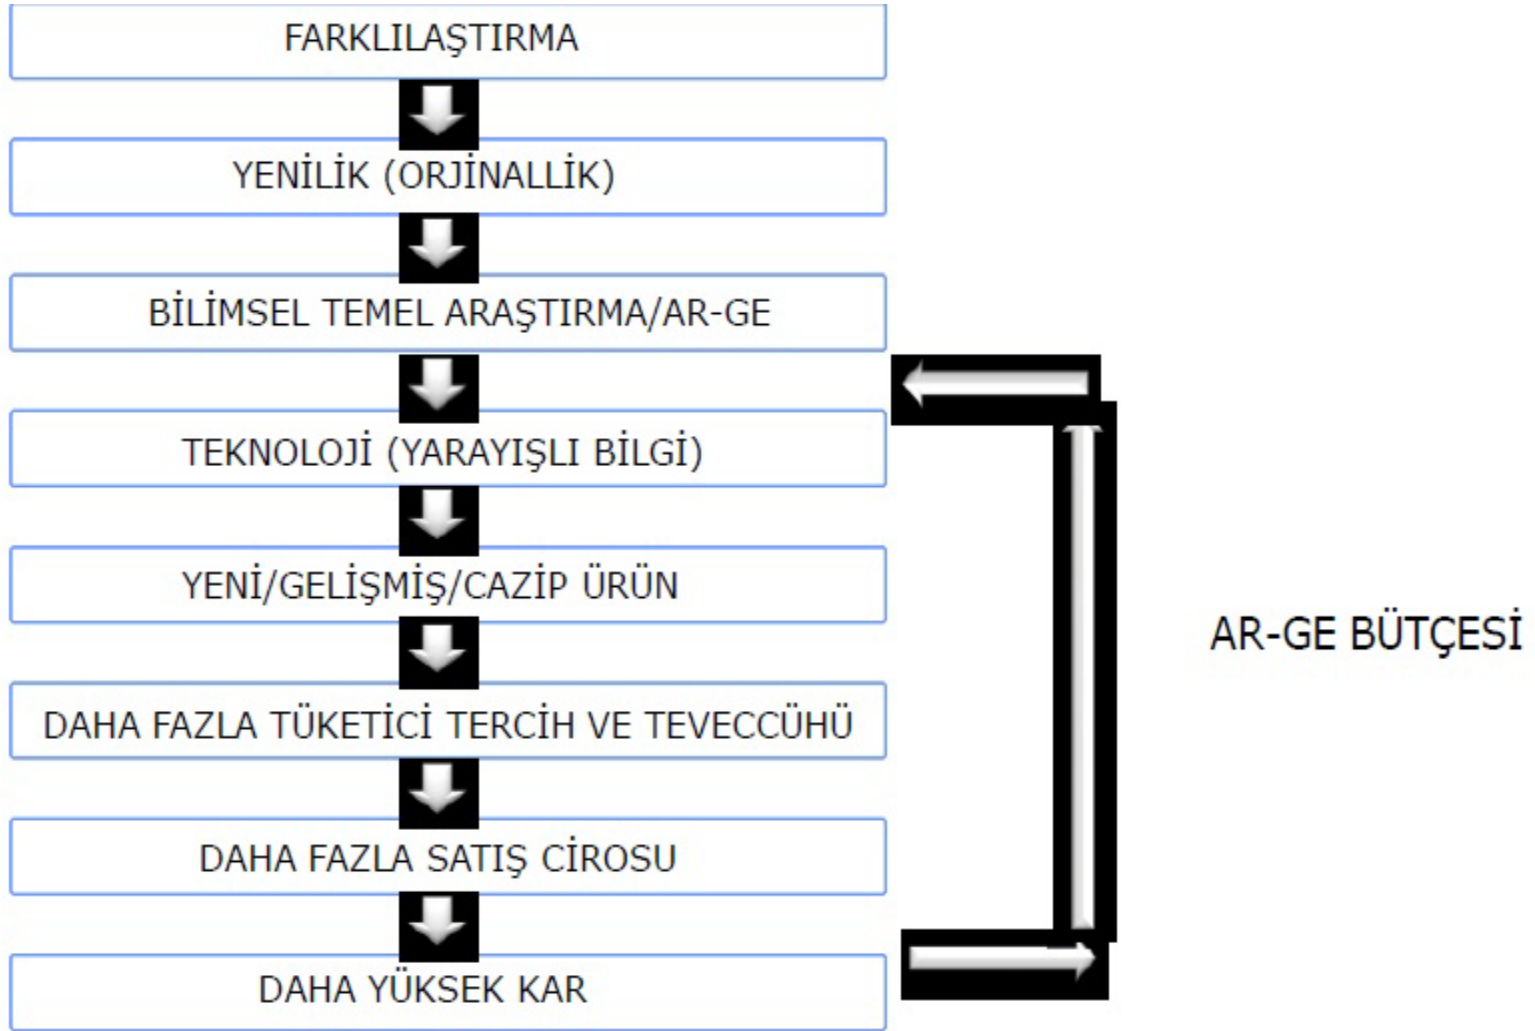 FARKLILAŞTIRMA
YENİLİK (ORJİNALLİK)
BİLİMSEL TEMEL ARAŞTIRMA/AR-GE
TEKNOLOJİ (YARAYIŞLI BİLGİ)
YENİ/GELİŞMİŞ/CAZİP ÜRÜN
DAHA FAZLA TÜKETİCİ TERCİH VE TEVECCÜHÜ
DAHA FAZLA SATIŞ CİROSU
DAHA YÜKSEK KAR
AR-GE BÜTÇESİ